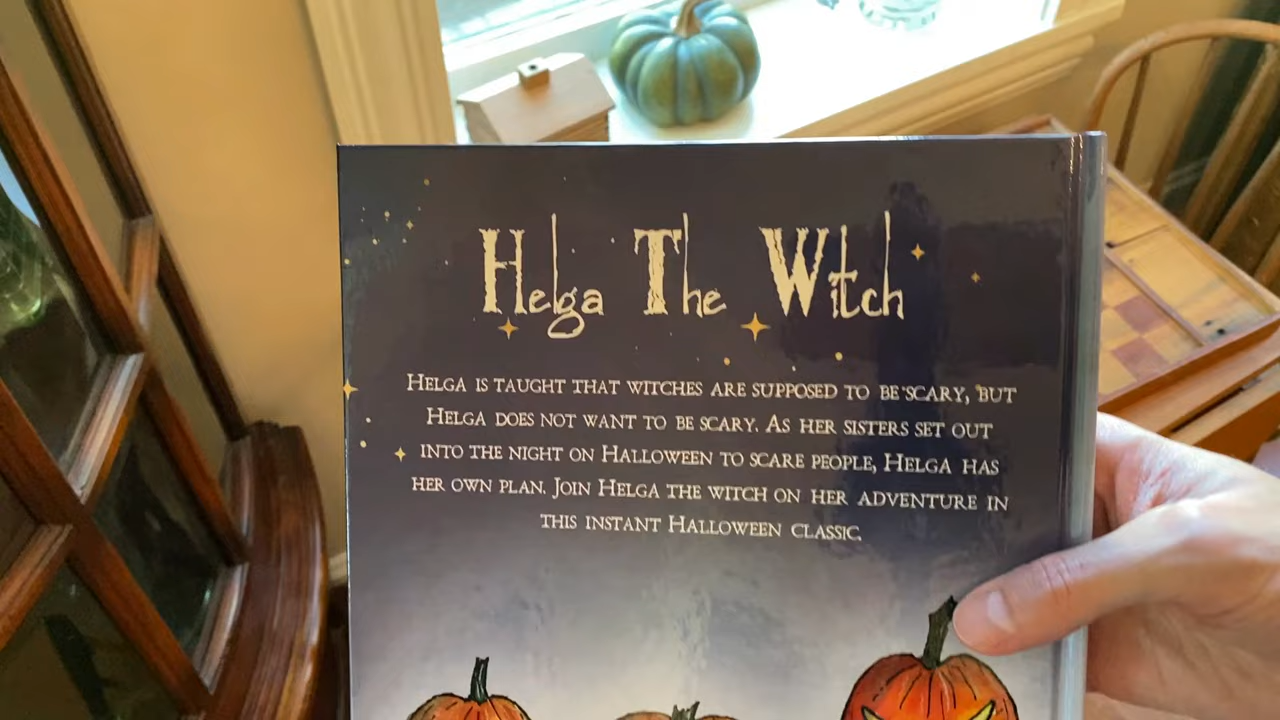 Helga The Witch
Helga is taught that witches are supposed to be scary, but
Helga does not want to be scary. As her sisters set out
into the night on Halloween to scare people, Helga has
her own plan. Join Helga the witch on her adventure in
this instant Halloween classic.